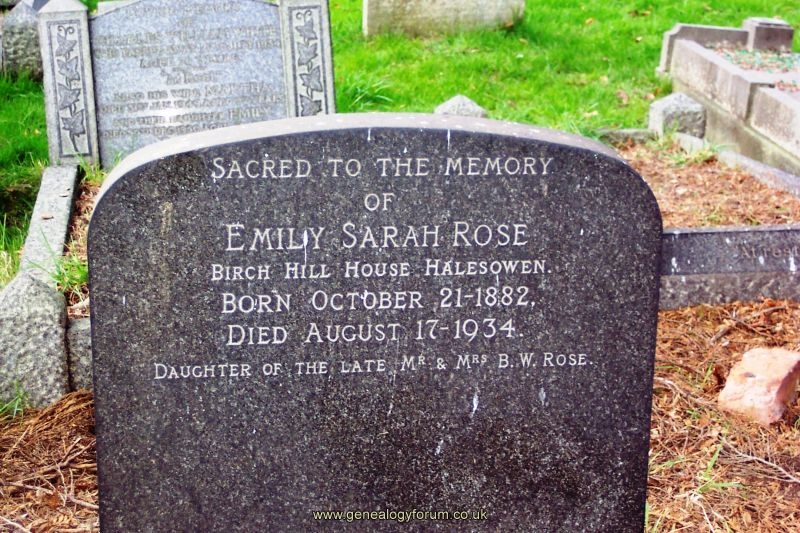 SACRED TO THE MEMORY
OF
EMILY SARAH ROSE
BIRCH HILL HOUSE HALESOWEN.
BORN OCTOBER 21-1882,
DIED AUGUST 17-1934.
DAUGHTER OF THE LATE MR & MRS B.W. ROSE.
www.genealogyforum.co.uk